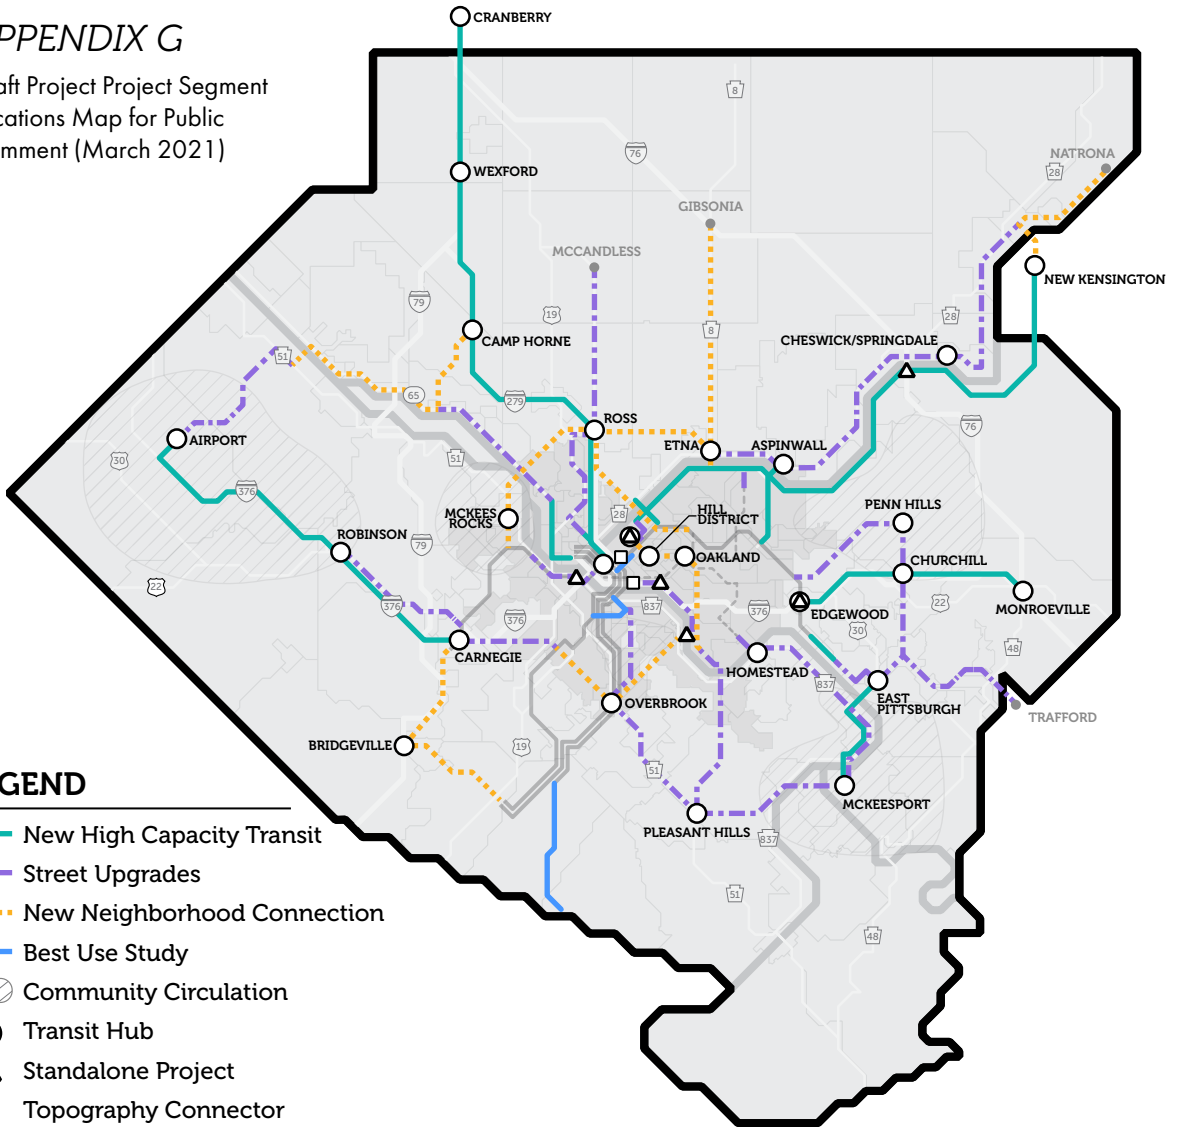 PPENDIX G
aft Project Project Segment
cations Map for Public
mment (March 2021)
CRANBERRY
8
76
NATRONA
28
WEXFORD
GIBSONIA
MCCANDLESS
NEW KENSINGTON
79
19
28
8
CAMP HORNE
CHESWICK/SPRINGDALE
51
65
279
ROSS
76
AIRPORT
ETNA
ASPINWALL
30
51
376
PENN HILLS
MCKEES
ROCKS
28
HILL
DISTRICT
ROBINSON
79
OAKLAND
CHURCHILL
22
376
837
376
EDGEWOOD
22
MONROEVILLE
376
30
CARNEGIE
48
HOMESTEAD
837
EAST
PITTSBURGH
OVERBROOK
TRAFFORD
BRIDGEVILLE
19
51
MCKEESPORT
PLEASANT HILLS
837
51
48
GEND
New High Capacity Transit
Street Upgrades
New Neighborhood Connection
Best Use Study
Community Circulation
Transit Hub
Standalone Project
Topography Connector